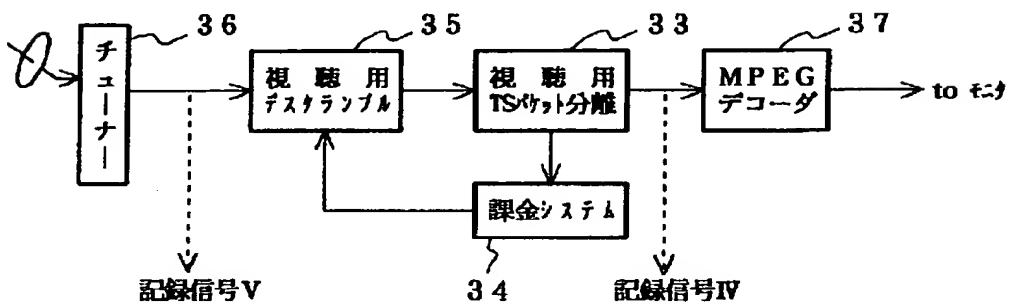 36
35
33
37
チューナー
視聴用
デスクランブル
視聴用
TSパケット分離
MPEG
デコーダ
to モニタ
課金システム
記録信号V
34
記録信号IV